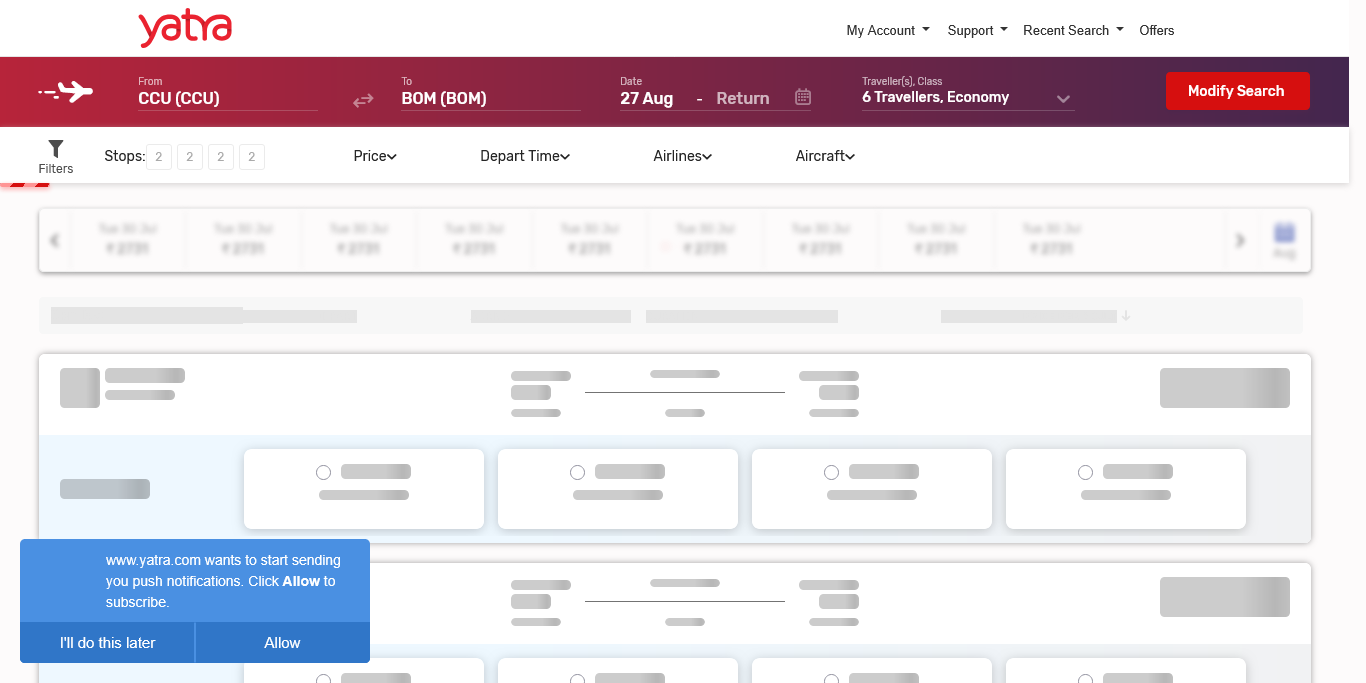 yatra
My Account Support Recent Search Offers
From To Date Traveller(s), Class
CCU (CCU) BOM (BOM) 27 Aug - Return 6 Travellers, Economy
Modify Search
Filters
Stops: 2 2 2 2 Price Depart Time Airlines Aircraft
Tue 30 Jul Tue 30 Jul Tue 30 Jul Tue 30 Jul Tue 30 Jul Tue 30 Jul Tue 30 Jul Tue 30 Jul Tue 30 Jul
₹ 2731 ₹ 2731 ₹ 2731 ₹ 2731 ₹ 2731 ₹ 2731 ₹ 2731 ₹ 2731 ₹ 2731
Aug
www.yatra.com wants to start sending
you push notifications. Click Allow to
subscribe.
I'll do this later Allow